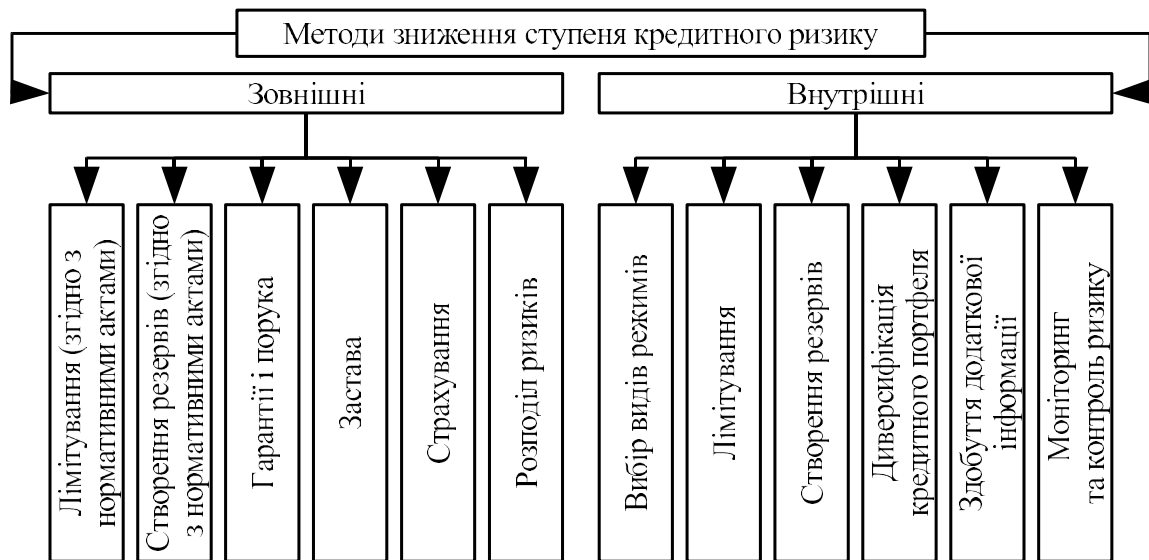 Методи зниження ступеня кредитного ризику
Зовнішні
Внутрішні
Лімітування (згідно з
нормативними актами)
Створення резервів (згідно
з нормативними актами)
Гарантії і порука
Застава
Страхування
Розподіл ризиків
Вибір видів режимів
Лімітування
Створення резервів
Диверсифікація
кредитного портфеля
Здобуття додаткової
інформації
Моніторинг
та контроль ризику